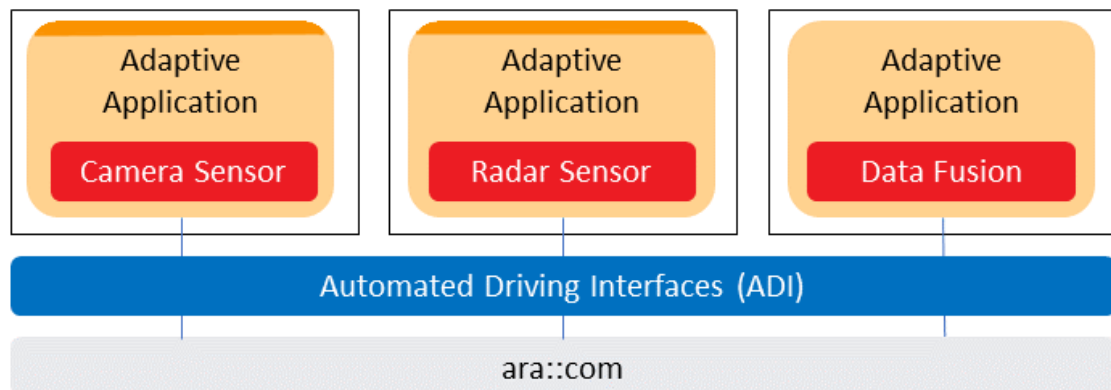 Adaptive
Application
Camera Sensor
Adaptive
Application
Radar Sensor
Adaptive
Application
Data Fusion
Automated Driving Interfaces (ADI)
ara::com